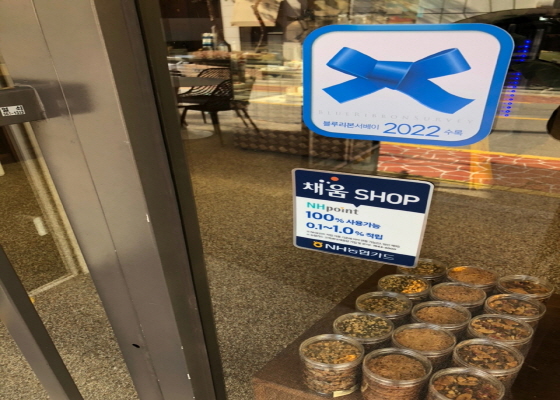 BLUERIBBONSURVEY
블루리본서베이 2022 수록
채움 SHOP
NHpoint
100% 사용가능
0.1~1.0% 적립
NH농협카드